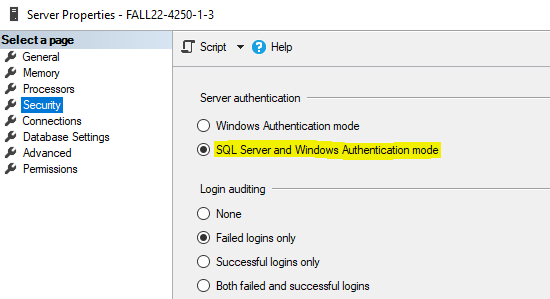 Server Properties - FALL22-4250-1-3
Select a page
General
Memory
Processors
Security
Connections
Database Settings
Advanced
Permissions
Script
Help
Server authentication
Windows Authentication mode
SQL Server and Windows Authentication mode
Login auditing
None
Failed logins only
Successful logins only
Both failed and successful logins